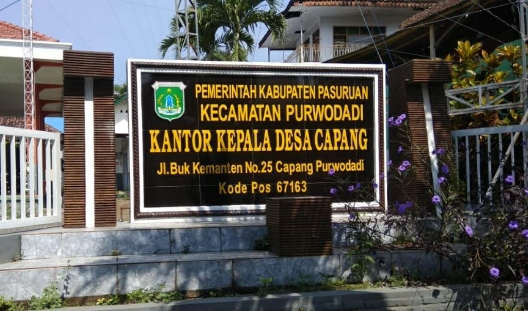 PEMERINTAH KABUPATEN PASURUAN
KECAMATAN PURWODADI
KANTOR KEPALA DESA CAPANG
Jl.Buk Kemanten No.25 Capang Purwodadi
Kode Pos 67163